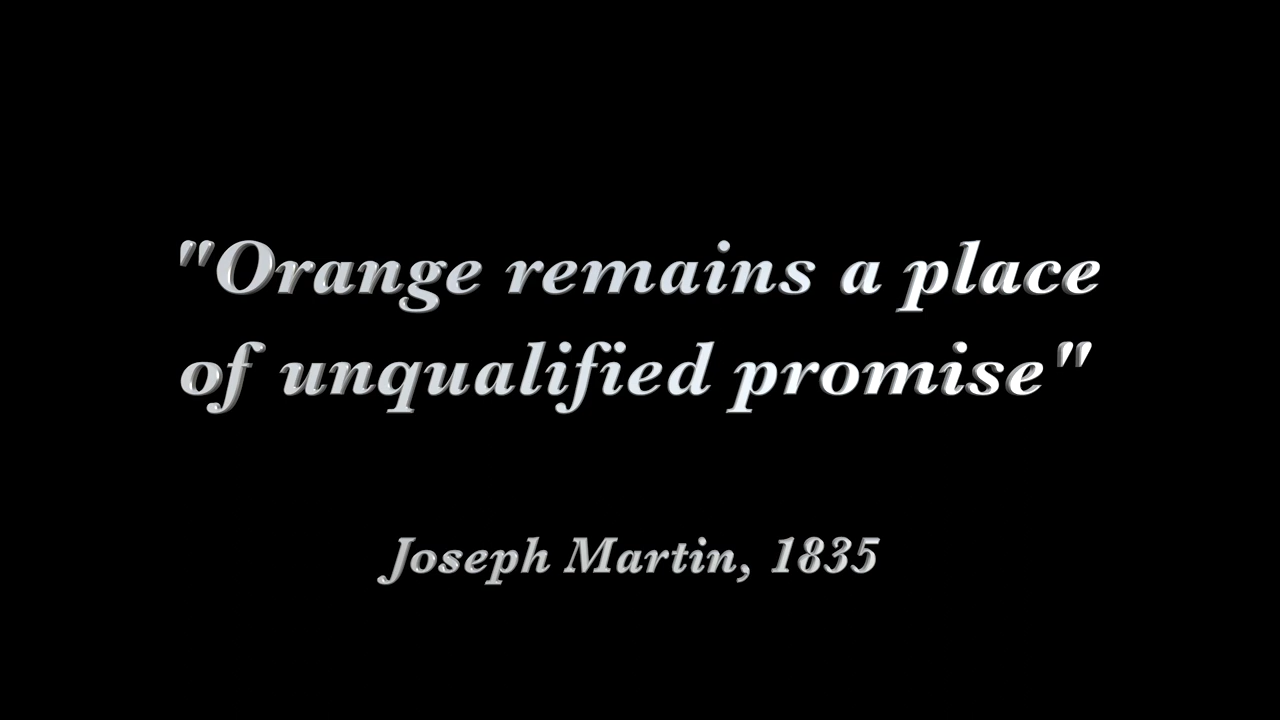 "Orange remains a place
of unqualified promise"
Joseph Martin, 1835